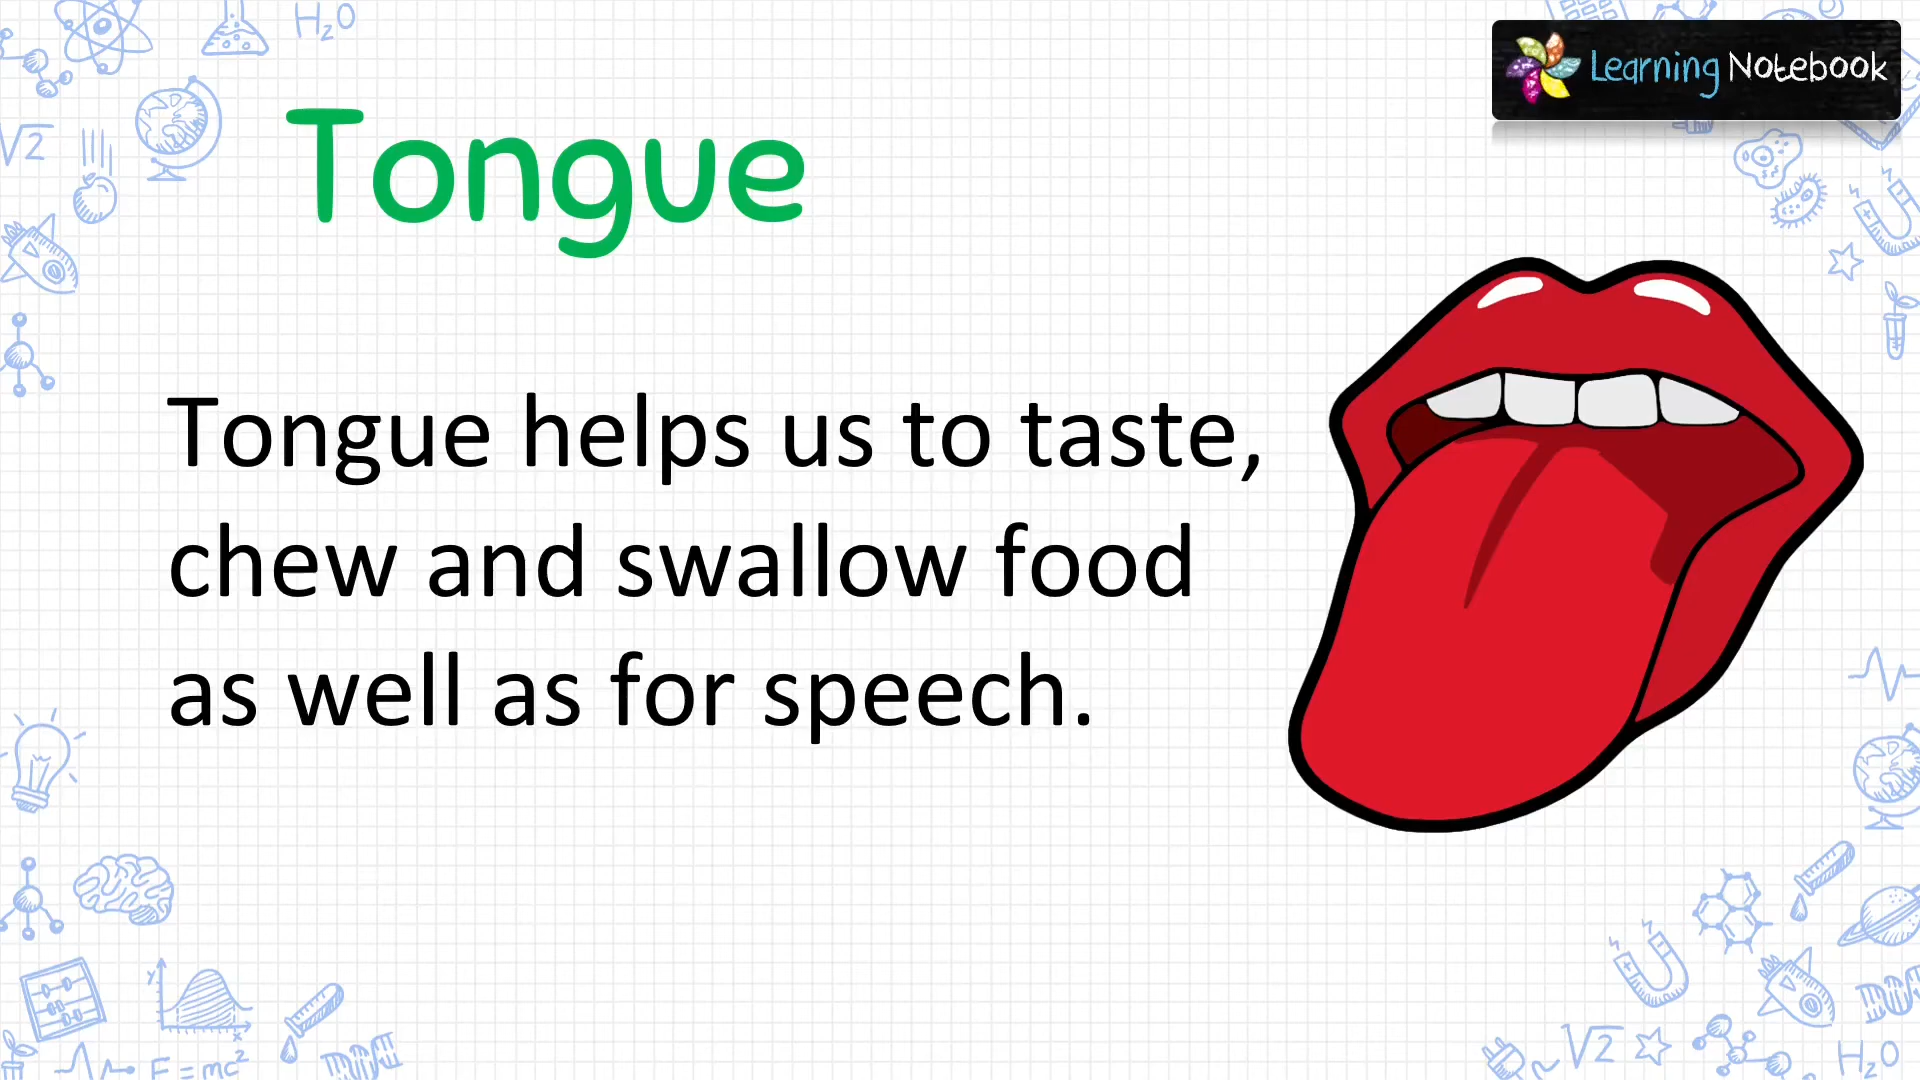 H₂O
Learning Notebook
√2
Tongue
Tongue helps us to taste,
chew and swallow food
as well as for speech.
y
x
E=mc²
√2
H₂O